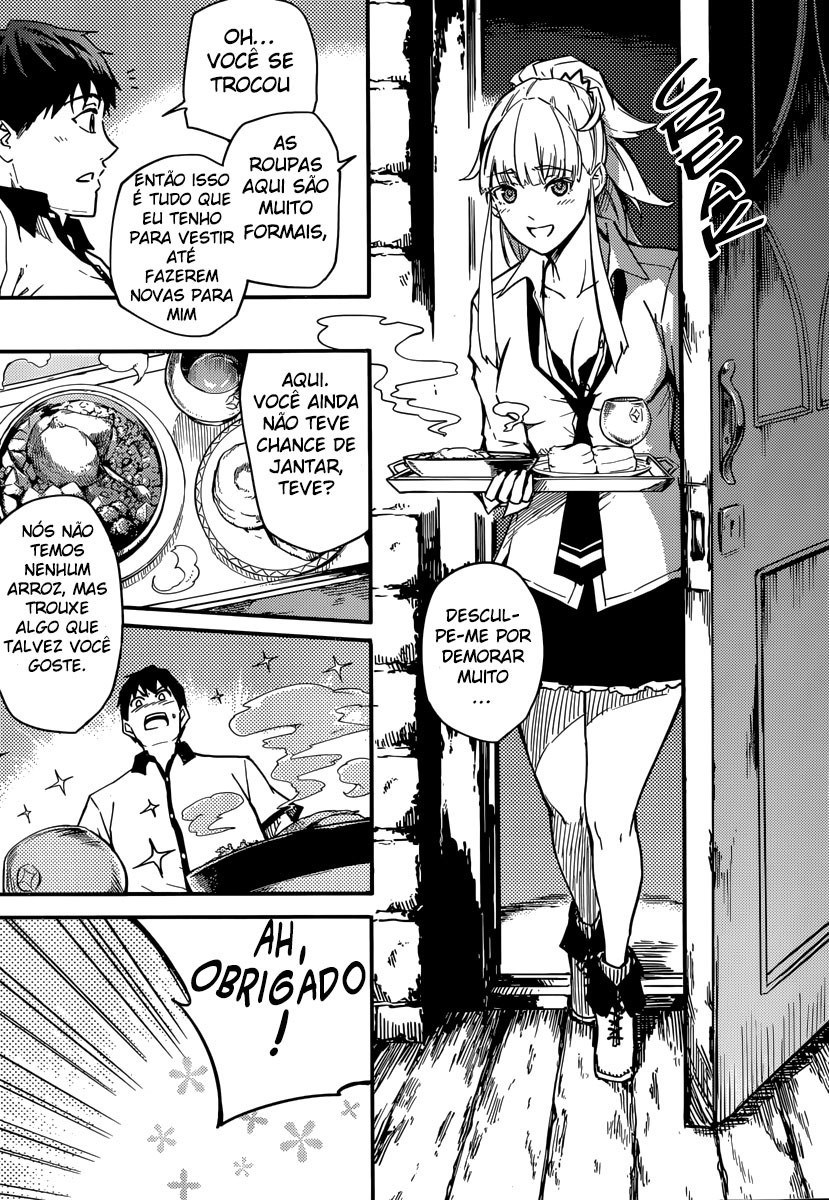 CREAK
DESCUL-
PE-ME POR
DEMORAR
MUITO
...
OH...
VOCÊ SE
TROCOU
AS
ROUPAS
AQUI SÃO
MUITO
FORMAIS,
ENTÃO ISSO
É TUDO QUE
EU TENHO
PARA VESTIR
ATÉ
FAZEREM
NOVAS PARA
MIM
AQUI.
VOCÊ AINDA
NÃO TEVE
CHANCE DE
JANTAR,
TEVE?
NÓS NÃO
TEMOS
NENHUM
ARROZ, MAS
TROUXE
ALGO QUE
TALVEZ VOCÊ
GOSTE.
AH,
OBRIGADO
!